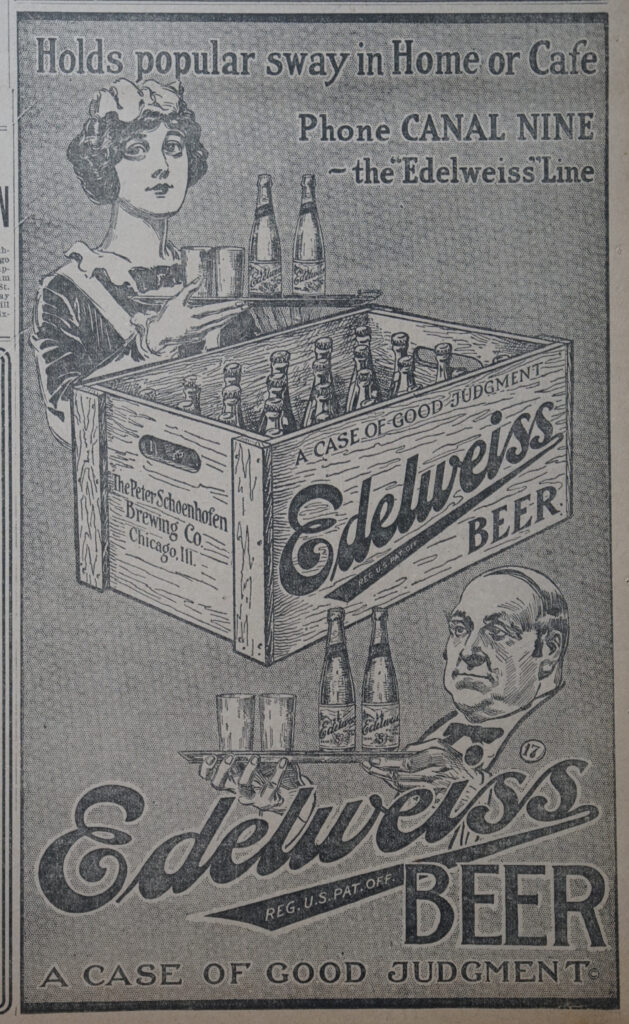 Holds popular sway in Home or Cafe
Phone CANAL NINE
~ the "Edelweiss" Line
A CASE OF GOOD JUDGMENT
Edelweiss
REG. U.S. PAT. OFF.
BEER
The Peter Schoenhofen
Brewing Co
Chicago, Ill.
Edelweiss
Edelweiss
17
Edelweiss
REG. U.S. PAT. OFF.
BEER
A CASE OF GOOD JUDGMENT ©